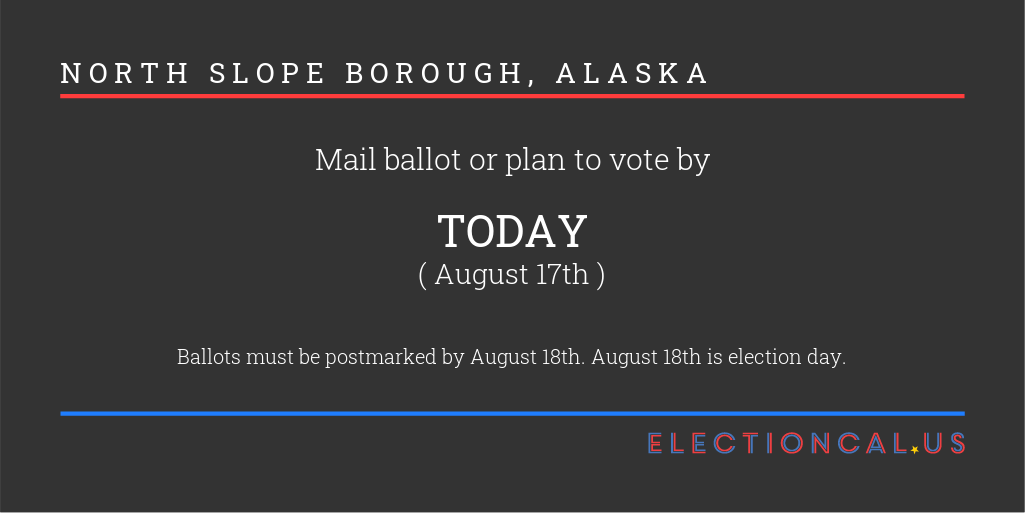 NORTH SLOPE BOROUGH, ALASKA
Mail ballot or plan to vote by
TODAY
( August 17th )
Ballots must be postmarked by August 18th. August 18th is election day.
ELECTIONCAL.US